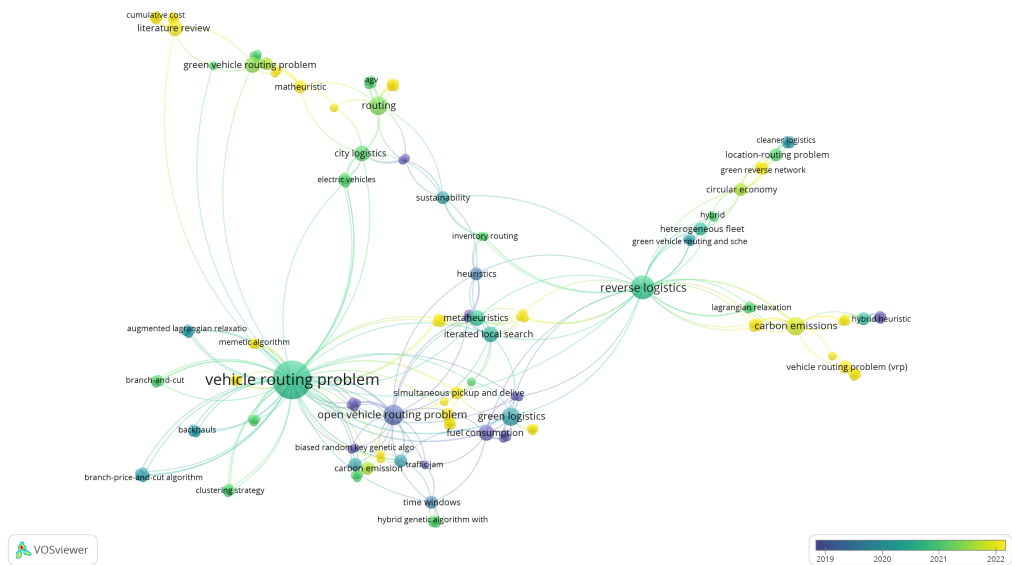 cumulative cost
literature review
green vehicle routing problem
matheuristic
agv
routing
city logistics
electric vehicles
sustainability
inventory routing
heuristics
metaheuristics
iterated local search
cleaner logistics
location-routing problem
green reverse network
circular economy
hybrid
heterogeneous fleet
green vehicle routing and sche
reverse logistics
lagrangian relaxation
carbon emissions
hybrid heuristic
vehicle routing problem (vrp)
augmented lagrangian relaxatio
memetic algorithm
branch-and-cut
vehicle routing problem
simultaneous pickup and delive
open vehicle routing problem
green logistics
backhauls
fuel consumption
biased random key genetic algo
carbon emission
traffic jam
branch-price-and-cut algorithm
clustering strategy
time windows
hybrid genetic algorithm with
VOSviewer
2019 2020 2021 2022